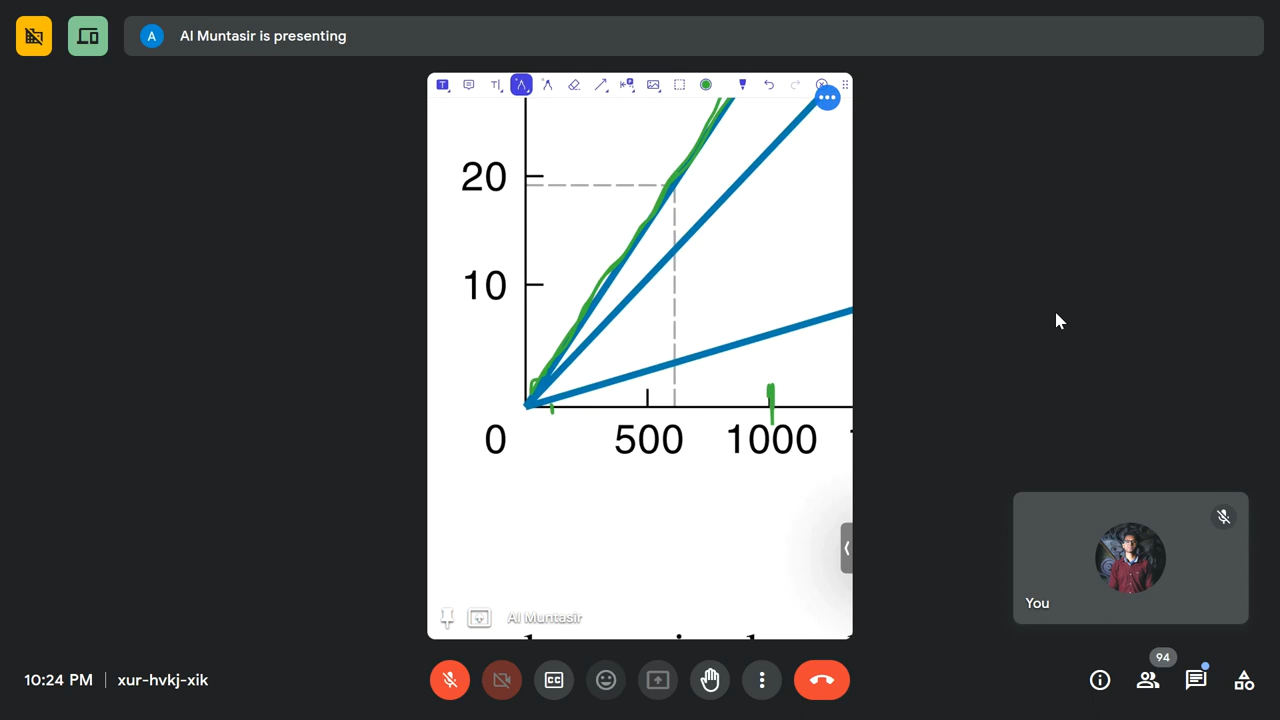 A Al Muntasir is presenting
T T
20
10
0 500 1000
Al Muntasir
You
10:24 PM | xur-hvkj-xik
CC
94